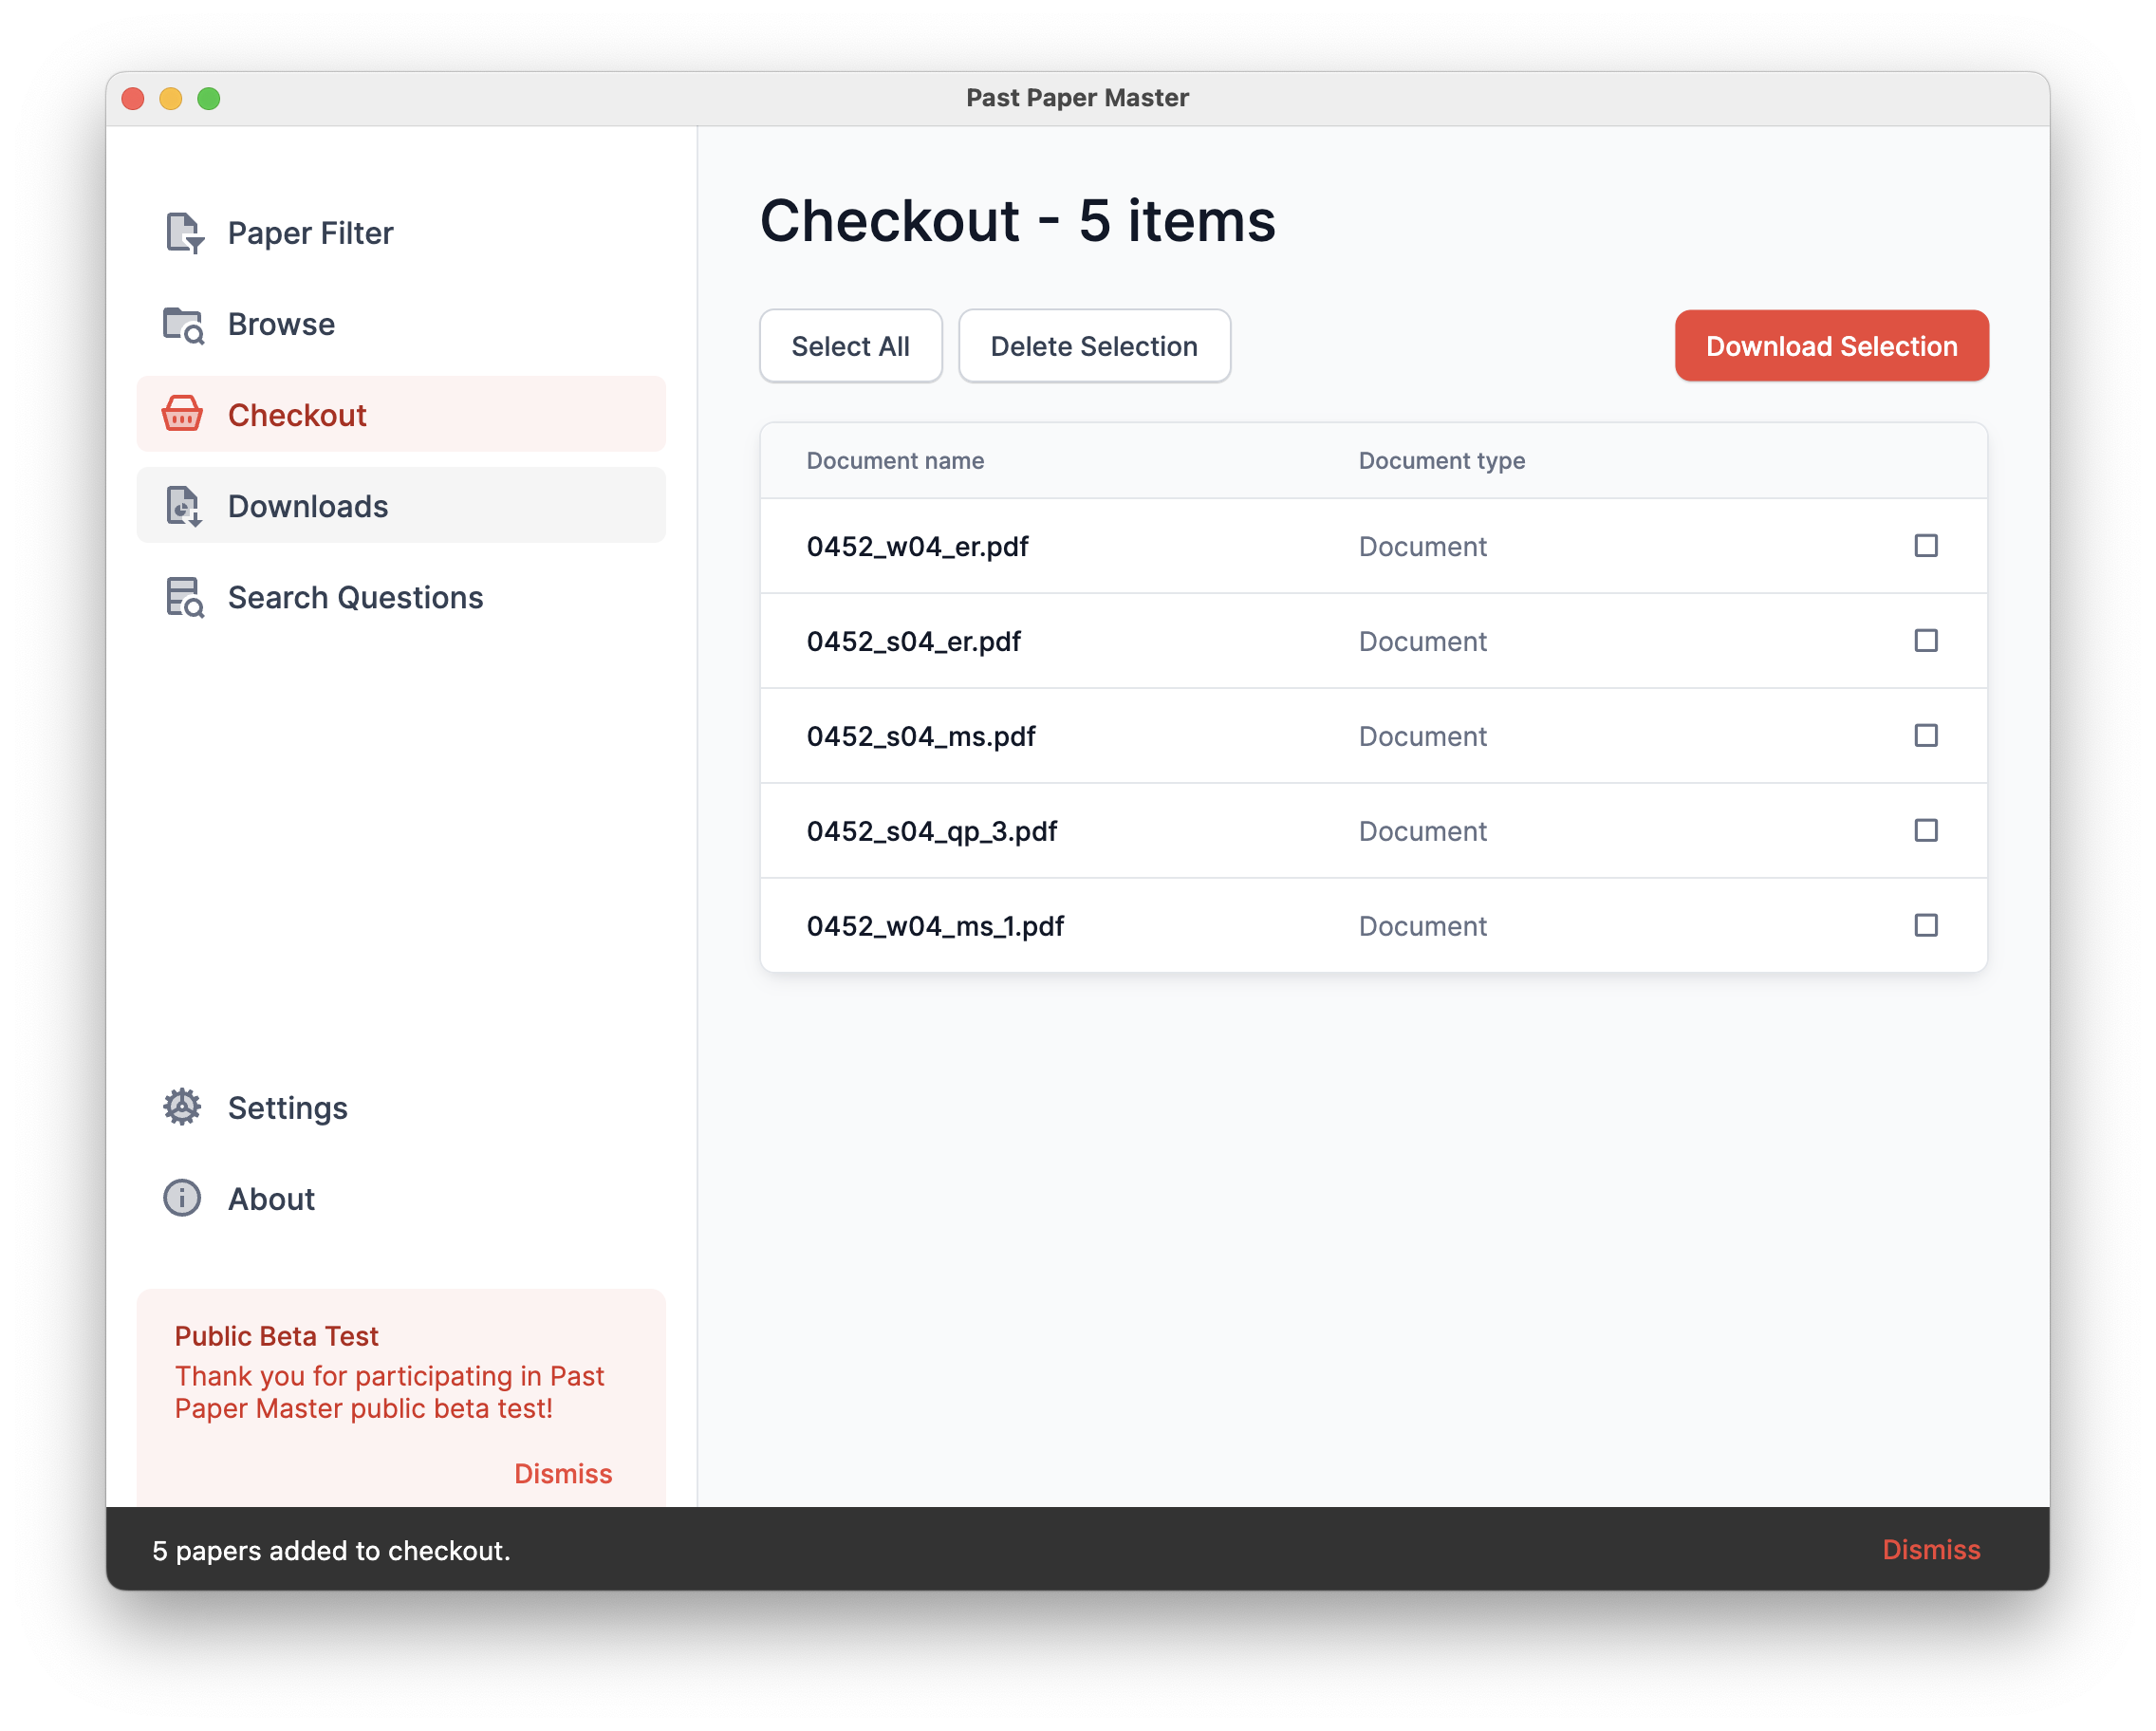 Past Paper Master
Paper Filter
Browse
Checkout
Downloads
Search Questions
Settings
About
Public Beta Test
Thank you for participating in Past
Paper Master public beta test!
Dismiss
Checkout - 5 items
Select All
Delete Selection
Download Selection
Document name Document type
0452_w04_er.pdf Document
0452_s04_er.pdf Document
0452_s04_ms.pdf Document
0452_s04_qp_3.pdf Document
0452_w04_ms_1.pdf Document
5 papers added to checkout.
Dismiss